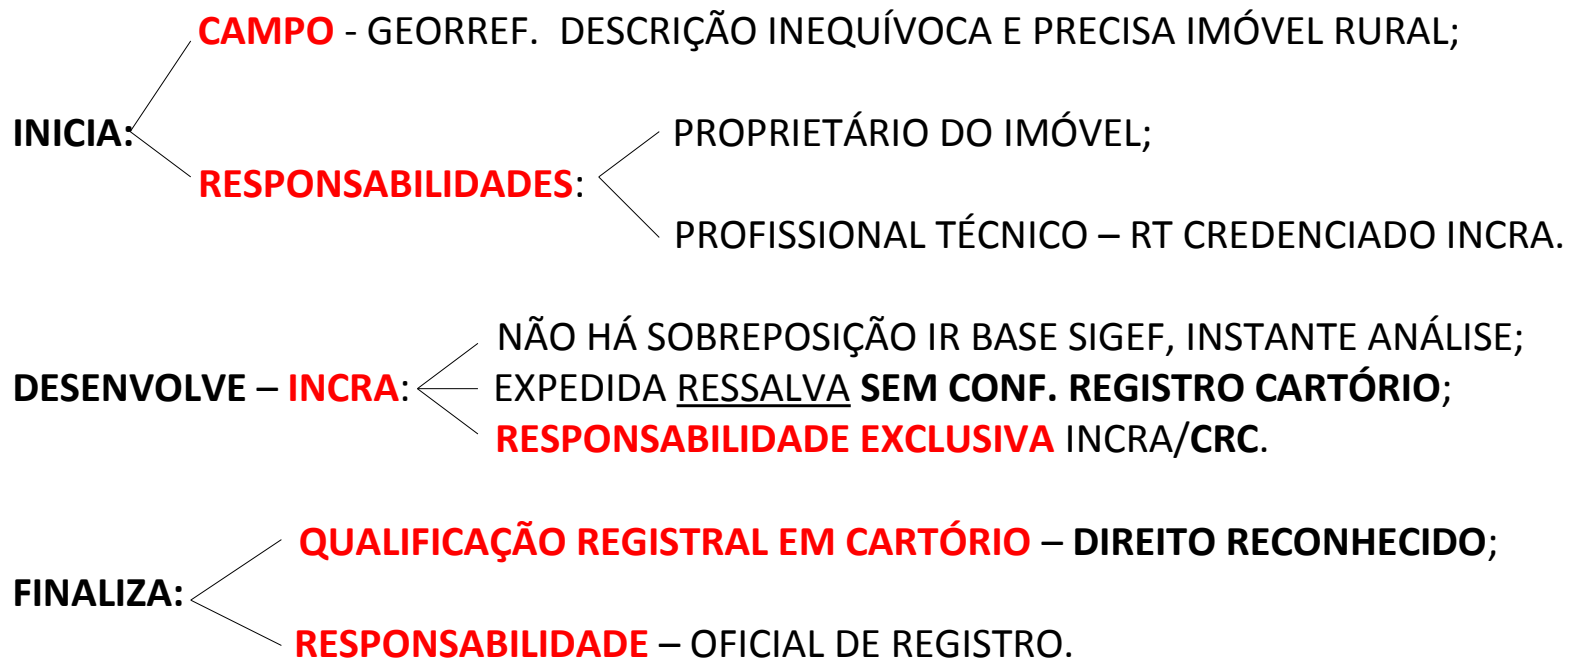 CAMPO - GEORREF. DESCRIÇÃO INEQUÍVOCA E PRECISA IMÓVEL RURAL;
INICIA:
PROPRIETÁRIO DO IMÓVEL;
RESPONSABILIDADES:
PROFISSIONAL TÉCNICO – RT CREDENCIADO INCRA.
NÃO HÁ SOBREPOSIÇÃO IR BASE SIGEF, INSTANTE ANÁLISE;
DESENVOLVE – INCRA: EXPEDIDA RESSALVA SEM CONF. REGISTRO CARTÓRIO;
RESPONSABILIDADE EXCLUSIVA INCRA/CRC.
QUALIFICAÇÃO REGISTRAL EM CARTÓRIO – DIREITO RECONHECIDO;
FINALIZA:
RESPONSABILIDADE – OFICIAL DE REGISTRO.